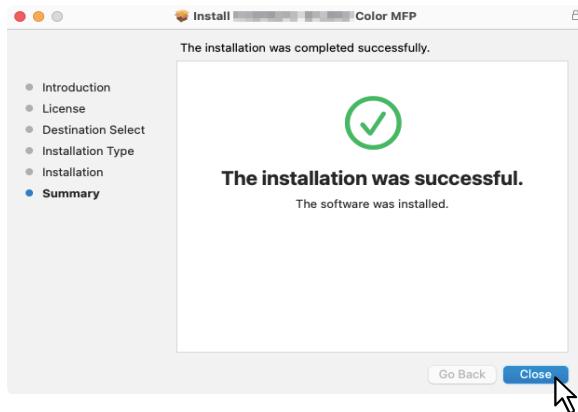 Install Color MFP
The installation was completed successfully.
Introduction
License
Destination Select
Installation Type
Installation
Summary
The installation was successful.
The software was installed.
Go Back
Close